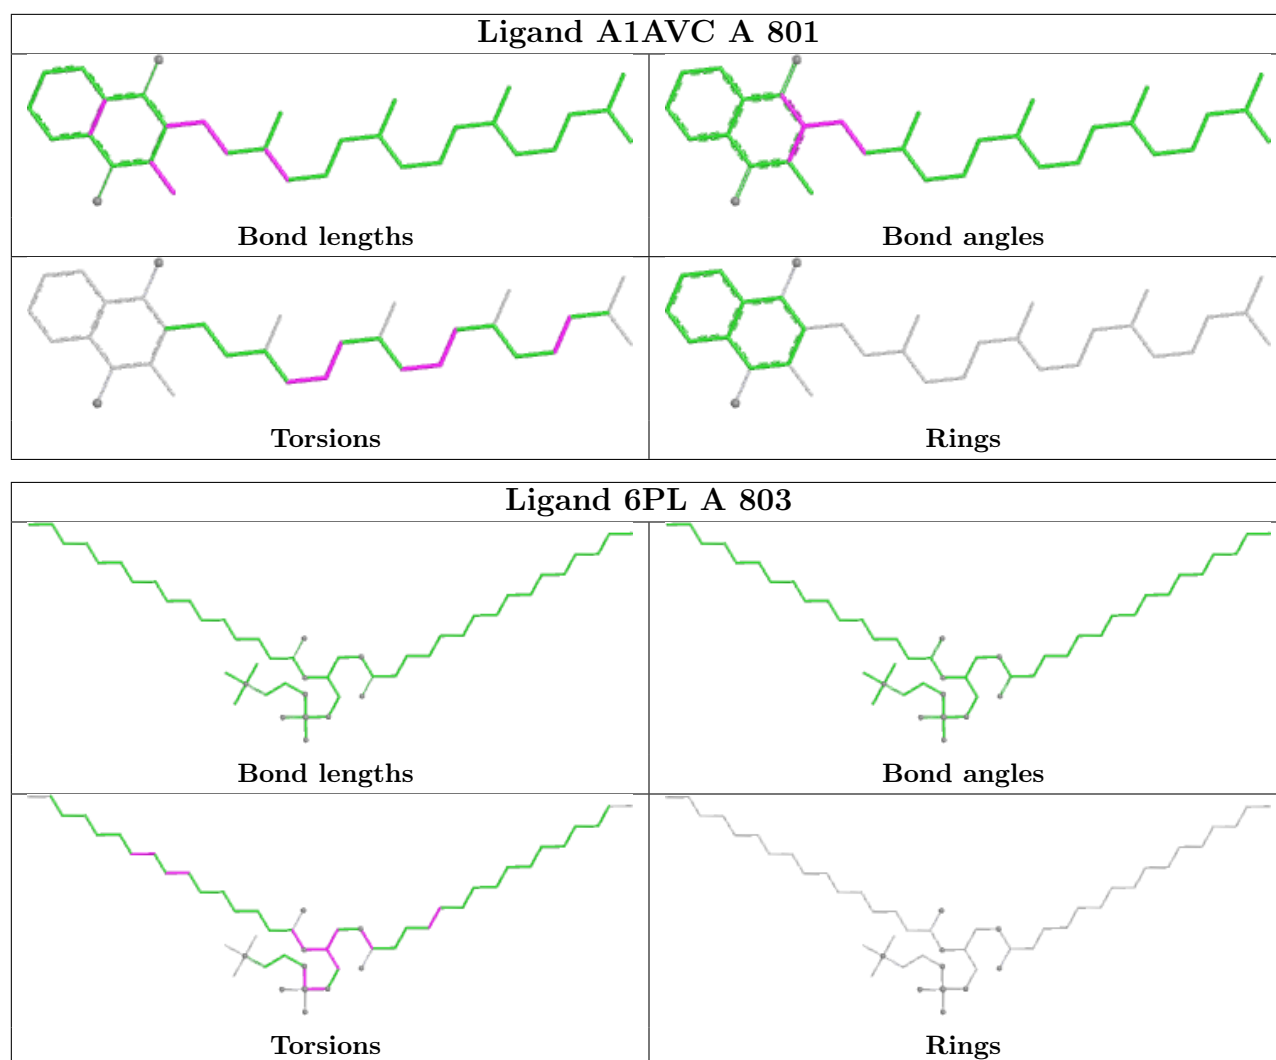 Ligand A1AVC A 801
Bond lengths
Bond angles
Torsions
Rings
Ligand 6PL A 803
Bond lengths
Bond angles
Torsions
Rings